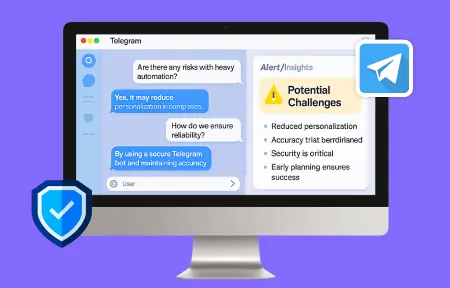 Telegram
Are there any risks with heavy
automation?
Yes, it may reduce
personalization in compiases.
How do we ensure
reliability?
By using a secure Telegram
bot and maintaining accuracy
User
Alert/Insights
Potential
Challenges
Reduced personalization
Accuracy triat berrdirlaned
Security is critical
Early planning ensures
success